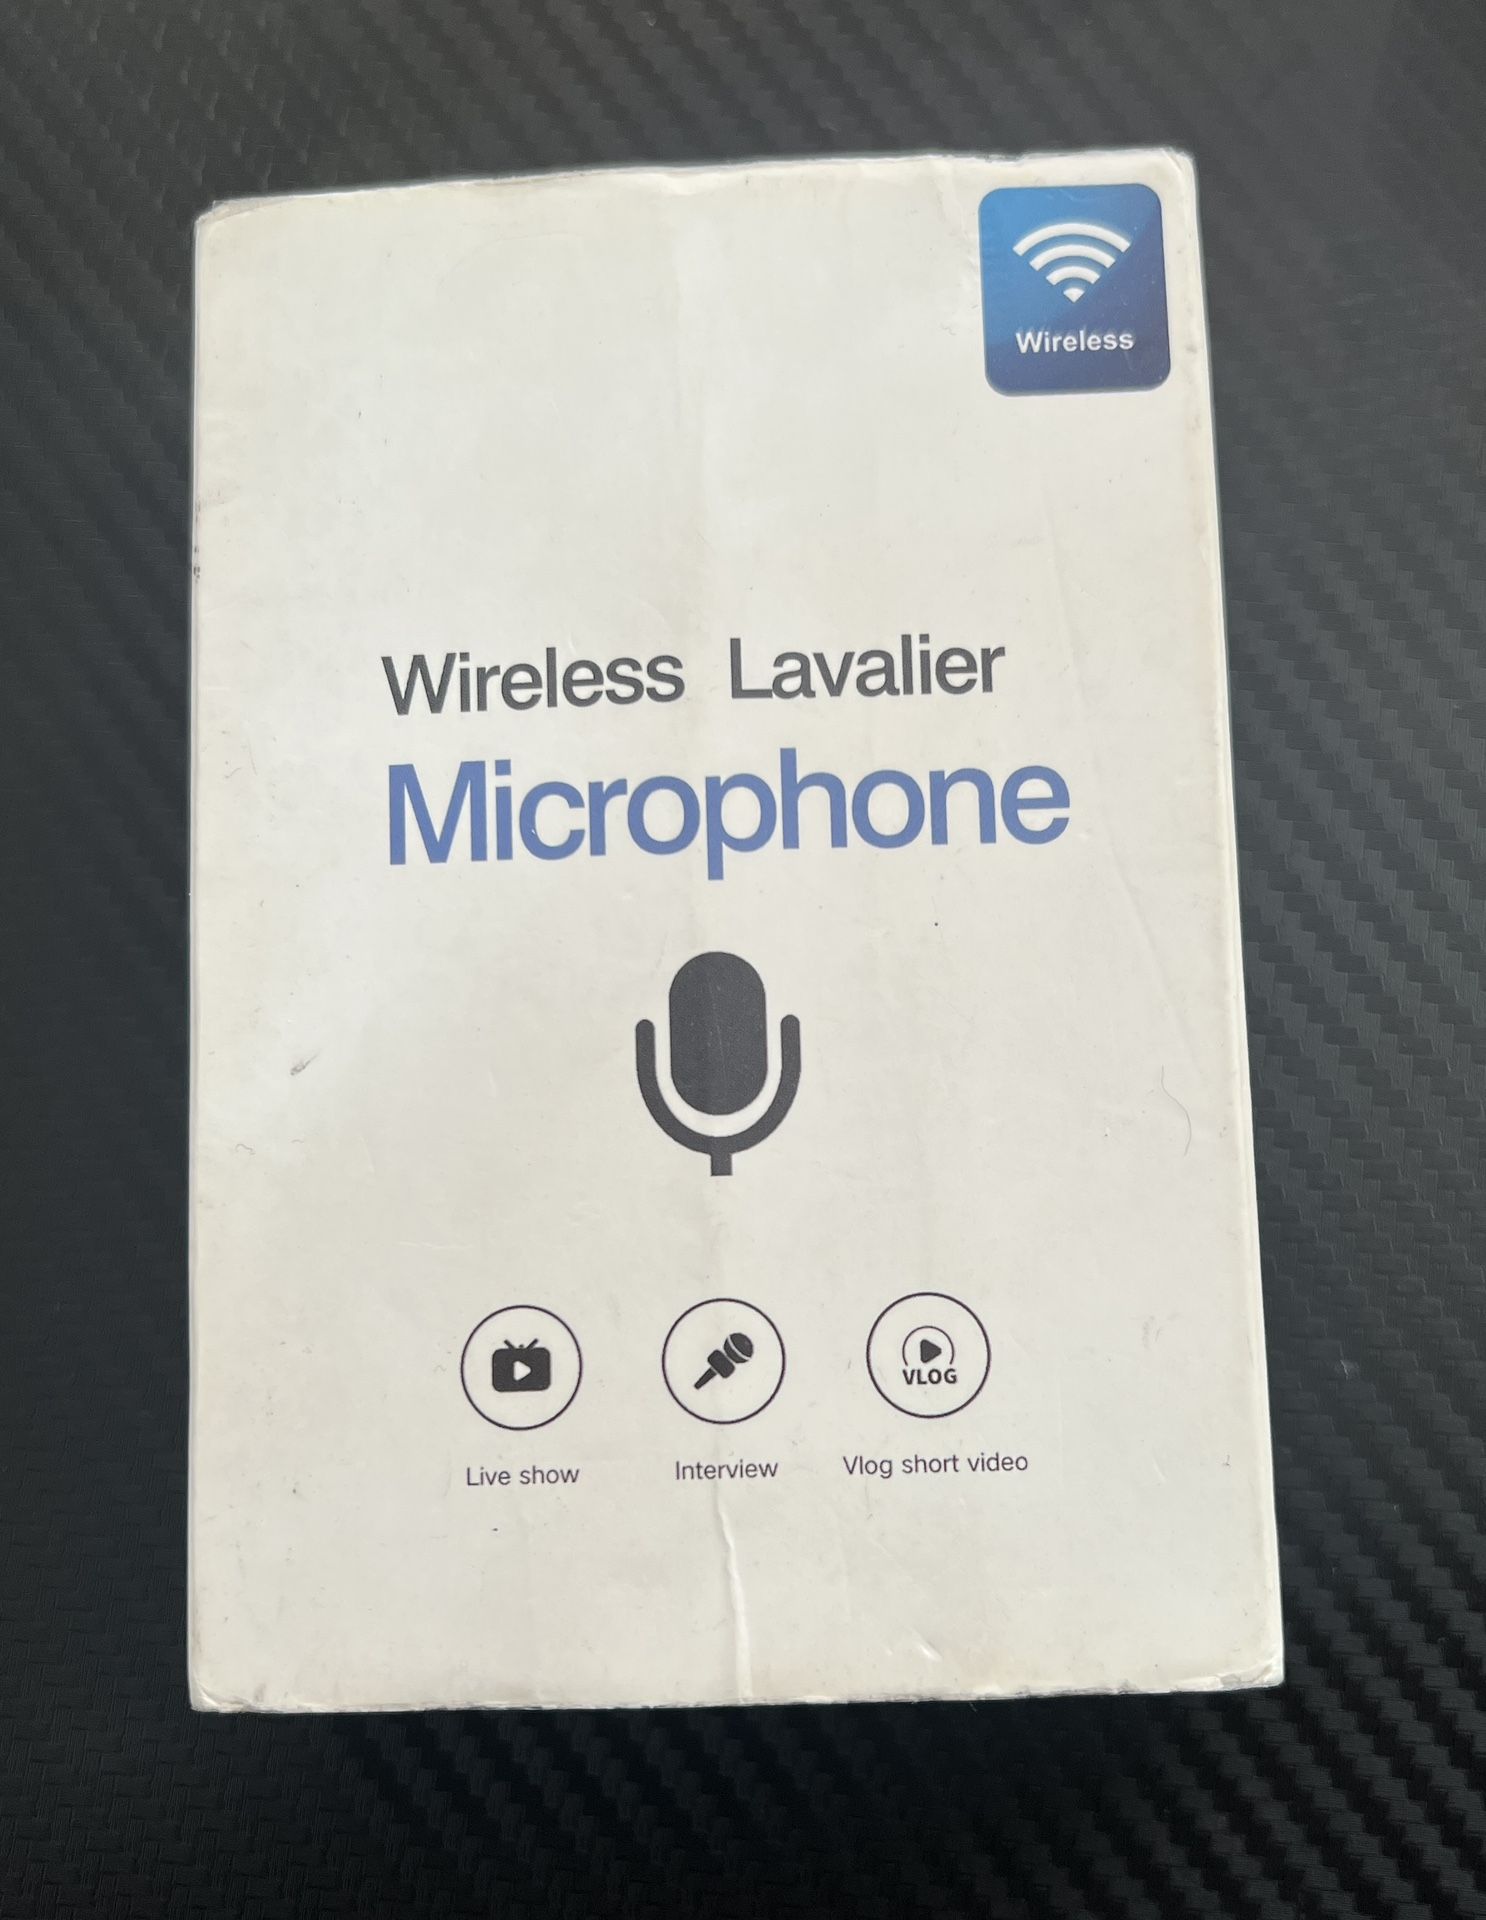 Wireless
Wireless Lavalier
Microphone
VLOG
Live show
Interview
Vlog short video